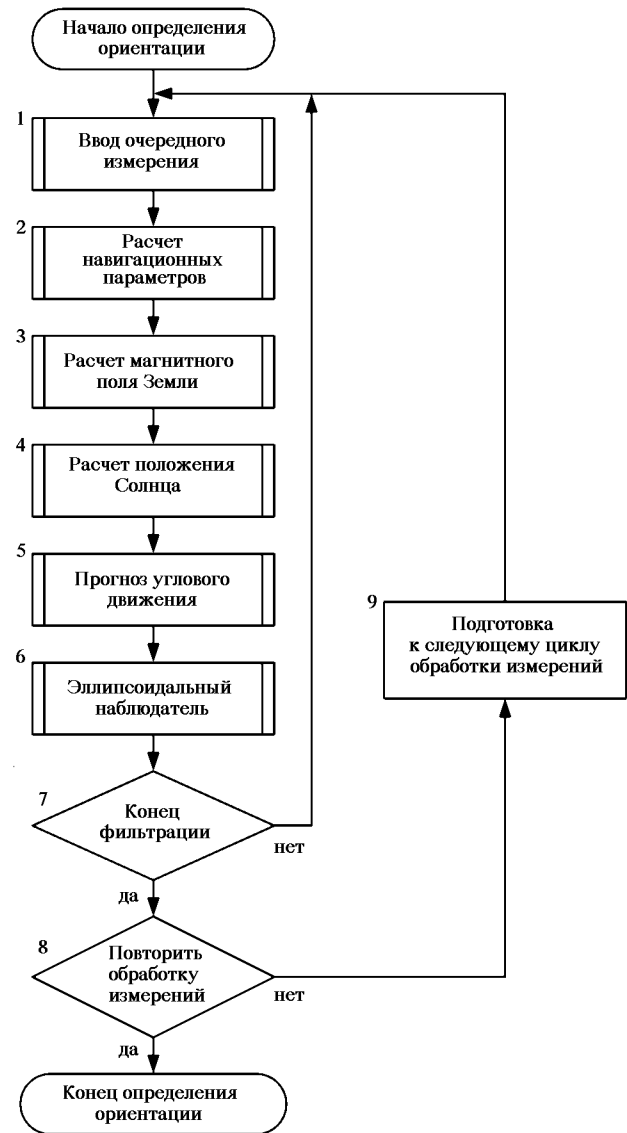 Начало определения
ориентации
1
Ввод очередного
измерения
2
Расчет
навигационных
параметров
3
Расчет магнитного
поля Земли
4
Расчет положения
Солнца
5
Прогноз углового
движения
6
Эллипсоидальный
наблюдатель
7
Конец
фильтрации
нет
да
8
Повторить
обработку
измерений
нет
да
9
Подготовка
к следующему циклу
обработки измерений
Конец определения
ориентации